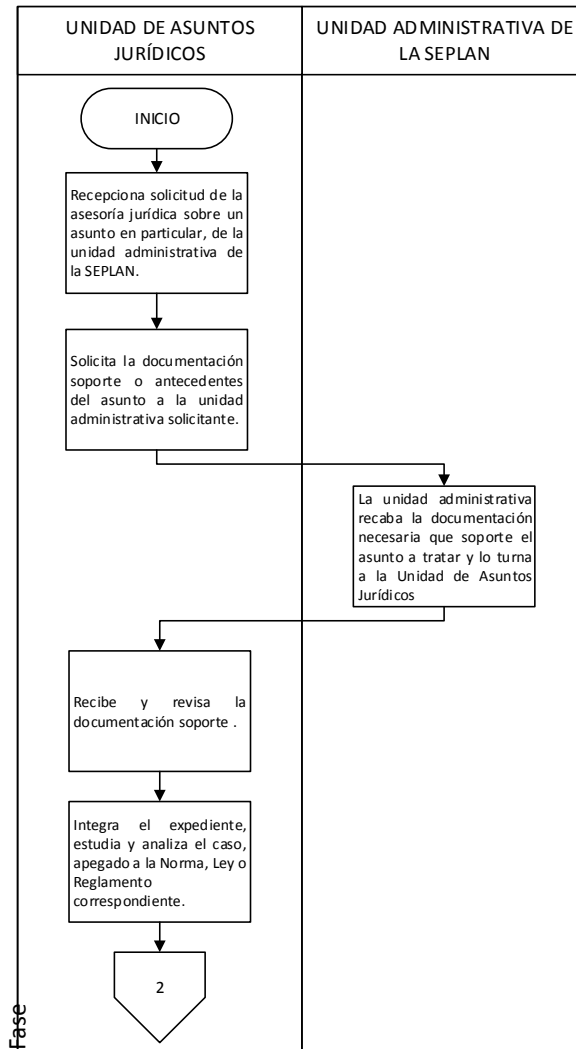 UNIDAD DE ASUNTOS
JURÍDICOS
UNIDAD ADMINISTRATIVA DE
LA SEPLAN
INICIO
Recepciona solicitud de la
asesoría jurídica sobre un
asunto en particular, de la
unidad administrativa de
la SEPLAN.
Solicita la documentación
soporte o antecedentes
del asunto a la unidad
administrativa solicitante.
La unidad administrativa
recaba la documentación
necesaria que soporte el
asunto a tratar y lo turna
a la Unidad de Asuntos
Jurídicos
Recibe y revisa la
documentación soporte .
Integra el expediente,
estudia y analiza el caso,
apegado a la Norma, Ley o
Reglamento
correspondiente.
2
Fase